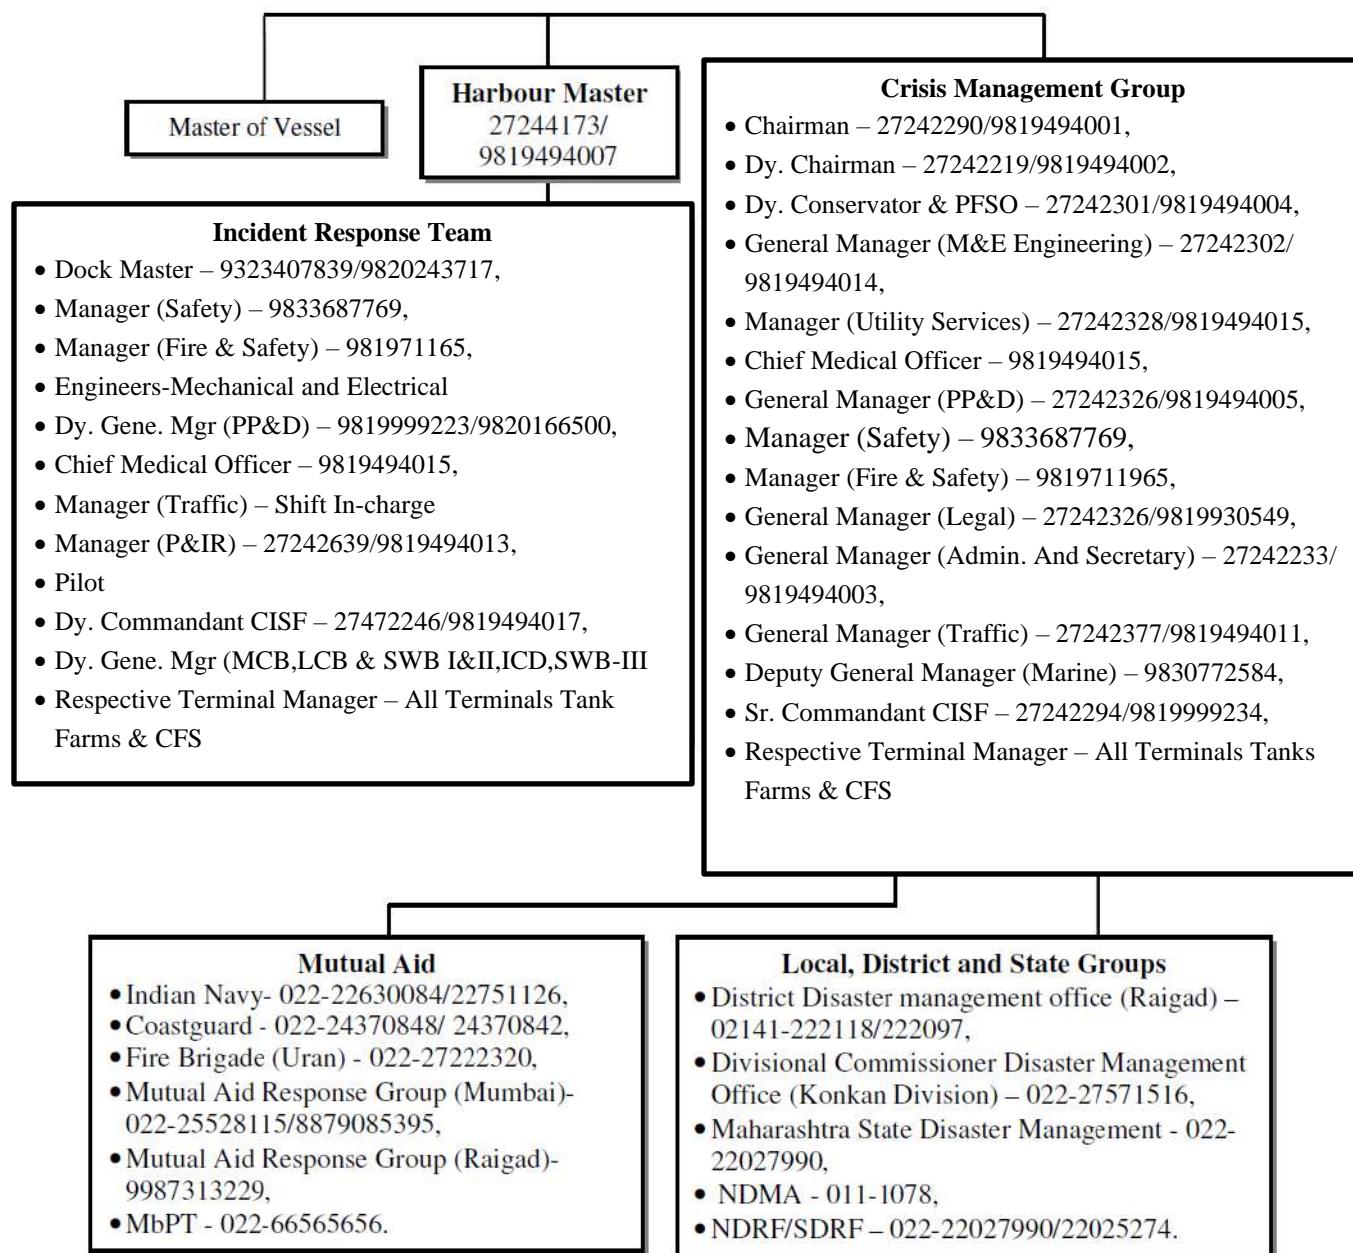 Master of Vessel
Harbour Master
27244173/
9819494007
Incident Response Team
• Dock Master – 9323407839/9820243717,
• Manager (Safety) – 9833687769,
• Manager (Fire & Safety) – 981971165,
• Engineers-Mechanical and Electrical
• Dy. Gene. Mgr (PP&D) – 9819999223/9820166500,
• Chief Medical Officer – 9819494015,
• Manager (Traffic) – Shift In-charge
• Manager (P&IR) – 27242639/9819494013,
• Pilot
• Dy. Commandant CISF – 27472246/9819494017,
• Dy. Gene. Mgr (MCB,LCB & SWB I&II,ICD,SWB-III
• Respective Terminal Manager – All Terminals Tank
Farms & CFS
Crisis Management Group
• Chairman – 27242290/9819494001,
• Dy. Chairman – 27242219/9819494002,
• Dy. Conservator & PFSO – 27242301/9819494004,
• General Manager (M&E Engineering) – 27242302/
9819494014,
• Manager (Utility Services) – 27242328/9819494015,
• Chief Medical Officer – 9819494015,
• General Manager (PP&D) – 27242326/9819494005,
• Manager (Safety) – 9833687769,
• Manager (Fire & Safety) – 9819711965,
• General Manager (Legal) – 27242326/9819930549,
• General Manager (Admin. And Secretary) – 27242233/
9819494003,
• General Manager (Traffic) – 27242377/9819494011,
• Deputy General Manager (Marine) – 9830772584,
• Sr. Commandant CISF – 27242294/9819999234,
• Respective Terminal Manager – All Terminals Tanks
Farms & CFS
Mutual Aid
• Indian Navy- 022-22630084/22751126,
• Coastguard - 022-24370848/ 24370842,
• Fire Brigade (Uran) - 022-27222320,
• Mutual Aid Response Group (Mumbai)-
022-25528115/8879085395,
• Mutual Aid Response Group (Raigad)-
9987313229,
• MbPT - 022-66565656.
Local, District and State Groups
• District Disaster management office (Raigad) –
02141-222118/222097,
• Divisional Commissioner Disaster Management
Office (Konkan Division) – 022-27571516,
• Maharashtra State Disaster Management - 022-
22027990,
• NDMA - 011-1078,
• NDRF/SDRF – 022-22027990/22025274.